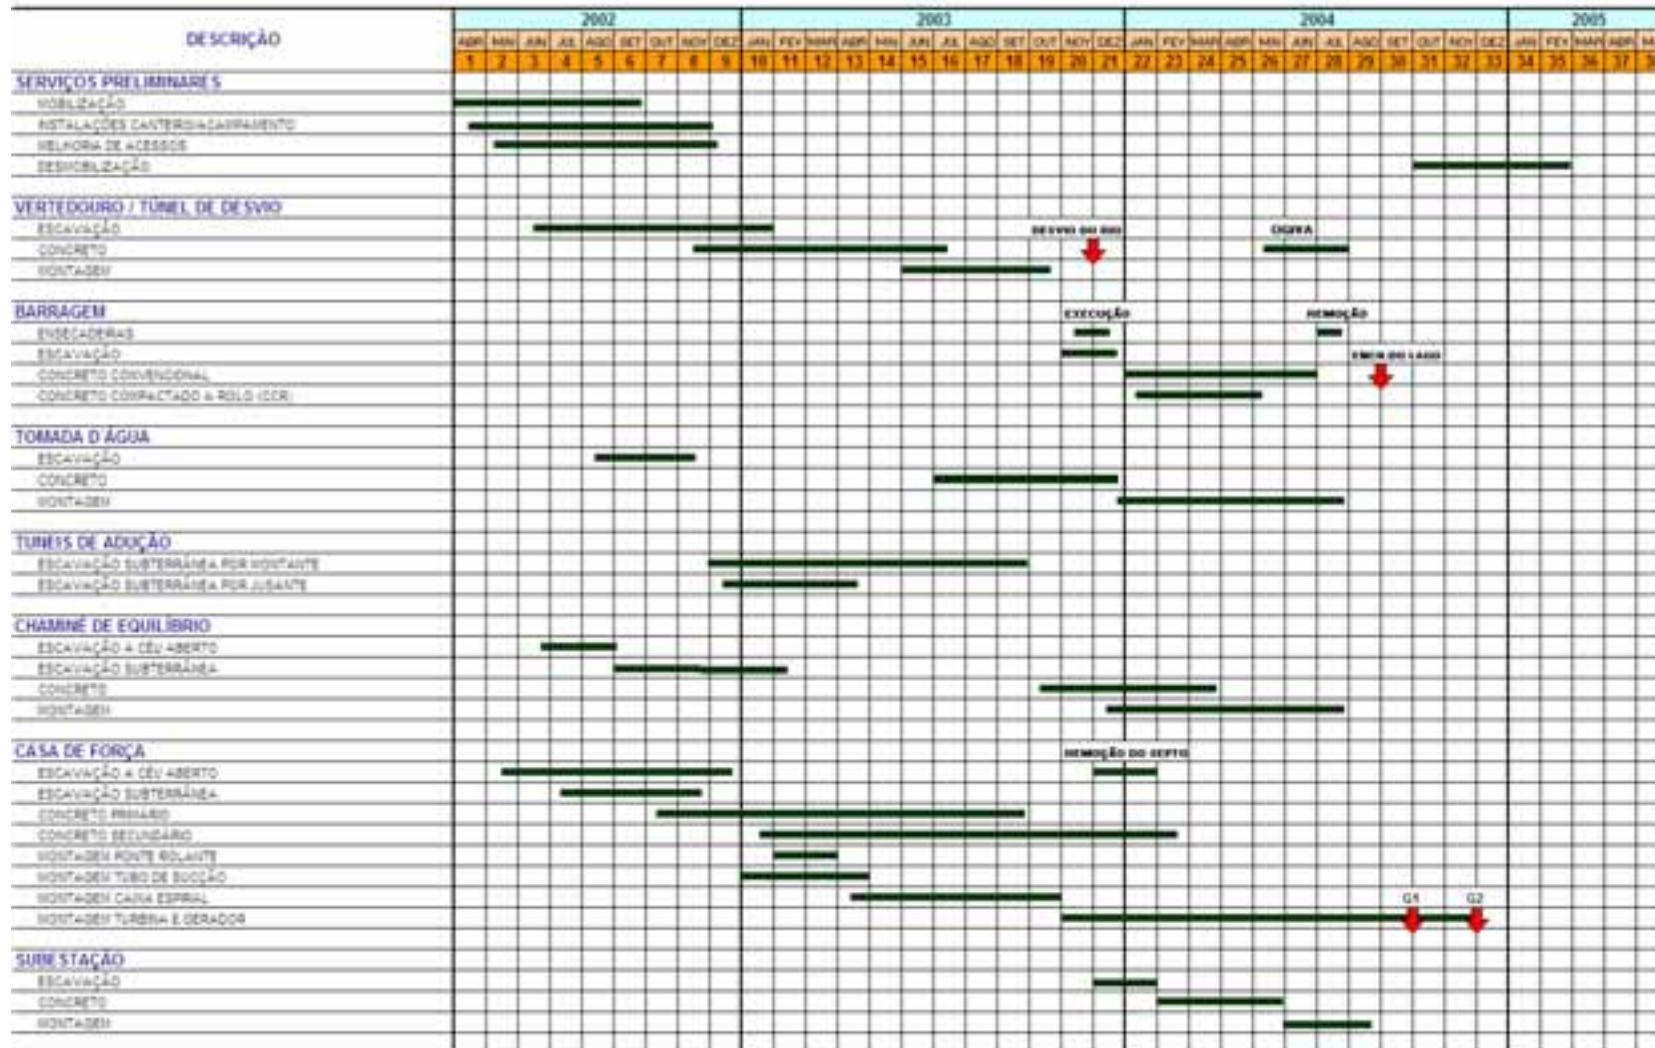 2002 2003 2004 2005
DESCRIÇÃO
ABR MAI JUN JUL AGO SET OUT NOV DEZ JAN FEV MAR ABR MAI JUN JUL AGO SET OUT NOV DEZ JAN FEV MAR ABR MAI JUN JUL AGO SET OUT NOV DEZ JAN FEV MAR ABR
1 2 3 4 5 6 7 8 9 10 11 12 13 14 15 16 17 18 19 20 21 22 23 24 25 26 27 28 29 30 31 32 33 34 35 36 37
SERVIÇOS PRELIMINARES
MOBILIZAÇÃO
INSTALAÇÕES CANTEIRO/ACAMPAMENTO
MELHORIA DE ACESSOS
DESMOBILIZAÇÃO
VERTEDOURO / TÚNEL DE DESVIO
ESCAVAÇÃO DESVIO DO RIO OGIVA
CONCRETO
MONTAGEM
BARRAGEM EXECUÇÃO REMOÇÃO
ENSECADEIRAS
ESCAVAÇÃO ENCH. DO LAGO
CONCRETO CONVENCIONAL
CONCRETO COMPACTADO A ROLO (CCR)
TOMADA D'ÁGUA
ESCAVAÇÃO
CONCRETO
MONTAGEM
TUNEIS DE ADUÇÃO
ESCAVAÇÃO SUBTERRÂNEA POR MONTANTE
ESCAVAÇÃO SUBTERRÂNEA POR JUSANTE
CHAMINÉ DE EQUILÍBRIO
ESCAVAÇÃO A CÉU ABERTO
ESCAVAÇÃO SUBTERRÂNEA
CONCRETO
MONTAGEM
CASA DE FORÇA REMOÇÃO DO SEPTO
ESCAVAÇÃO A CÉU ABERTO
ESCAVAÇÃO SUBTERRÂNEA
CONCRETO PRIMÁRIO
CONCRETO SECUNDÁRIO
MONTAGEM PONTE ROLANTE
MONTAGEM TUBO DE SUCÇÃO
MONTAGEM CAIXA ESPIRAL G1 G2
MONTAGEM TURBINA E GERADOR
SUBESTAÇÃO
ESCAVAÇÃO
CONCRETO
MONTAGEM